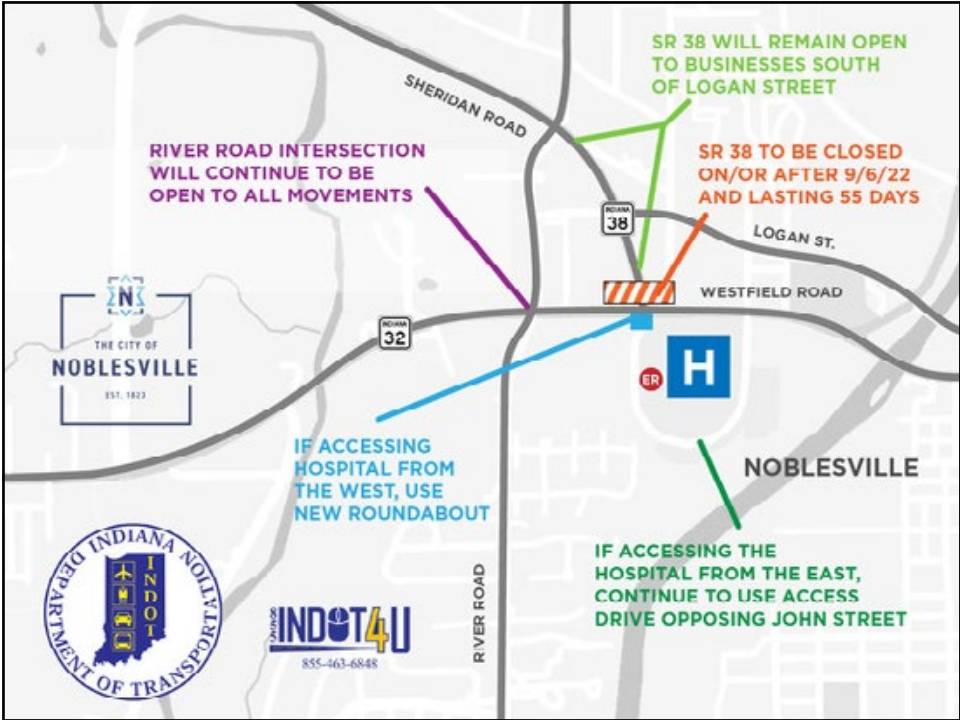 SR 38 WILL REMAIN OPEN
TO BUSINESSES SOUTH
OF LOGAN STREET
SHERIDAN ROAD
RIVER ROAD INTERSECTION
WILL CONTINUE TO BE
OPEN TO ALL MOVEMENTS
SR 38 TO BE CLOSED
ON/OR AFTER 9/6/22
AND LASTING 55 DAYS
INDIANA
38
LOGAN ST.
WESTFIELD ROAD
INDIANA
32
N
THE CITY OF
NOBLESVILLE
EST. 1823
ER
H
IF ACCESSING
HOSPITAL FROM
THE WEST, USE
NEW ROUNDABOUT
NOBLESVILLE
IF ACCESSING THE
HOSPITAL FROM THE EAST,
CONTINUE TO USE ACCESS
DRIVE OPPOSING JOHN STREET
RIVER ROAD
INDIANA
DEPARTMENT OF TRANSPORTATION
INDOT
INDOT4U
855-463-6848